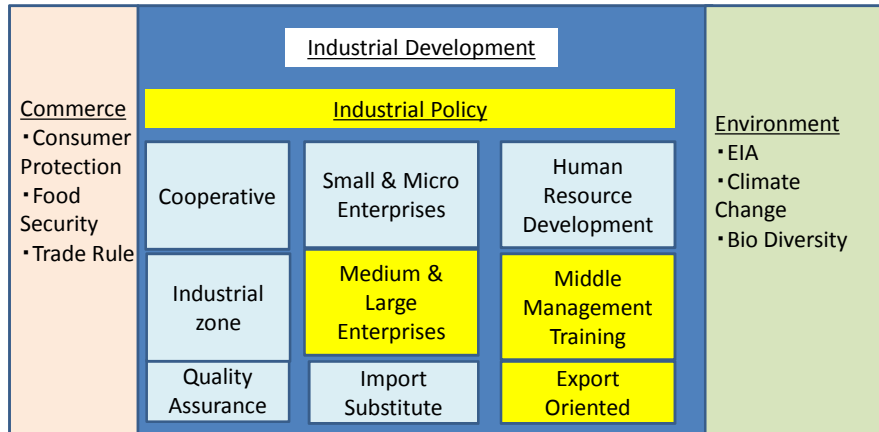 Industrial Development
Commerce
・Consumer
Protection
・Food
Security
・Trade Rule
Industrial Policy
Cooperative
Small & Micro
Enterprises
Human
Resource
Development
Industrial
zone
Medium &
Large
Enterprises
Middle
Management
Training
Quality
Assurance
Import
Substitute
Export
Oriented
Environment
・EIA
・Climate
Change
・Bio Diversity